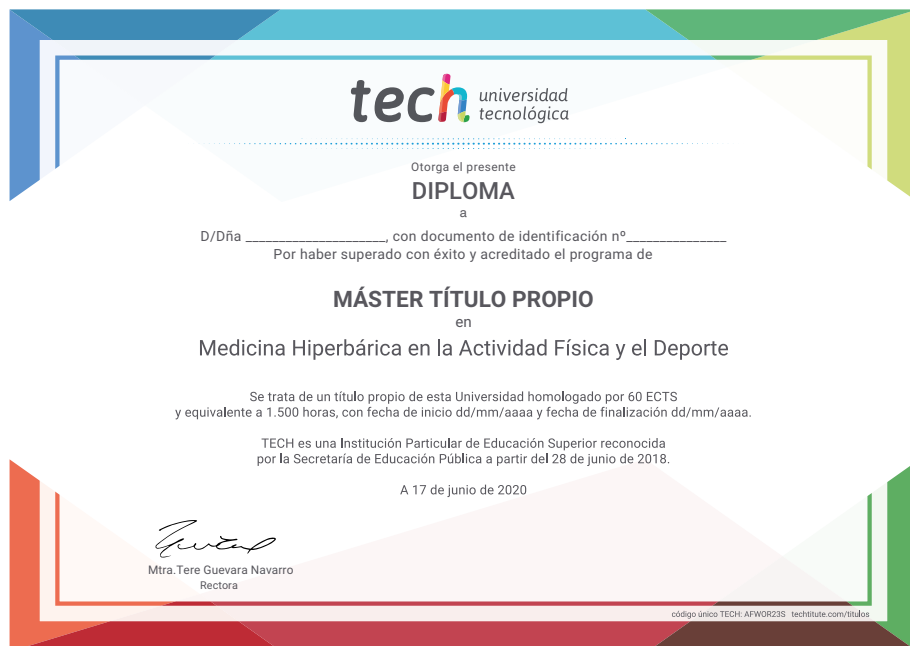 tech universidad
tecnológica
Otorga el presente
DIPLOMA
a
D/Dña _____________________, con documento de identificación nº_______________
Por haber superado con éxito y acreditado el programa de
MÁSTER TÍTULO PROPIO
en
Medicina Hiperbárica en la Actividad Física y el Deporte
Se trata de un título propio de esta Universidad homologado por 60 ECTS
y equivalente a 1.500 horas, con fecha de inicio dd/mm/aaaa y fecha de finalización dd/mm/aaaa.
TECH es una Institución Particular de Educación Superior reconocida
por la Secretaría de Educación Pública a partir del 28 de junio de 2018.
A 17 de junio de 2020
Mtra.Tere Guevara Navarro
Rectora
código único TECH: AFWOR23S techtitute.com/titulos